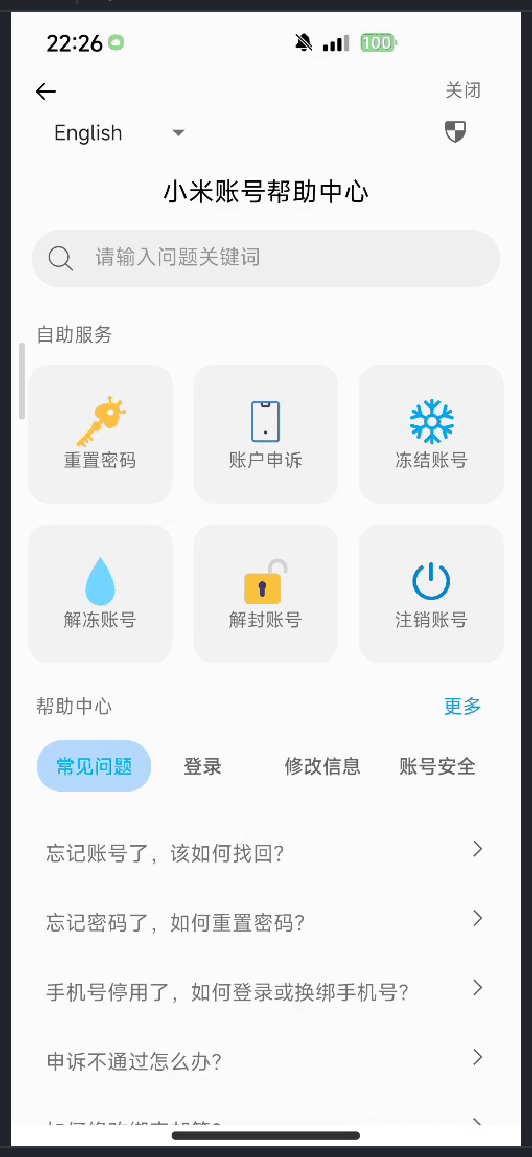 22:26
100
关闭
English
小米账号帮助中心
请输入问题关键词
自助服务
重置密码 账户申诉 冻结账号
解冻账号 解封账号 注销账号
帮助中心 更多
常见问题 登录 修改信息 账号安全
忘记账号了，该如何找回？
忘记密码了，如何重置密码？
手机号停用了，如何登录或换绑手机号？
申诉不通过怎么办？